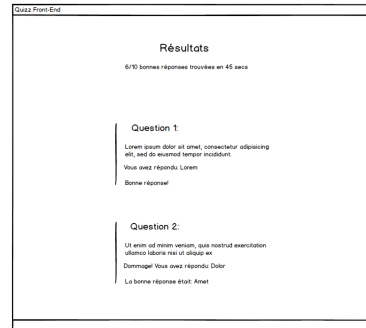 Quizz Front-End
Résultats
6/10 bonnes réponses trouvées en 45 secs
Question 1:
Lorem ipsum dolor sit amet, consectetur adipisicing
elit, sed do eiusmod tempor incididunt
Vous avez répondu: Lorem
Bonne réponse!
Question 2:
Ut enim ad minim veniam, quis nostrud exercitation
ullamco laboris nisi ut aliquip ex
Dommage! Vous avez répondu: Dolor
La bonne réponse était: Amet